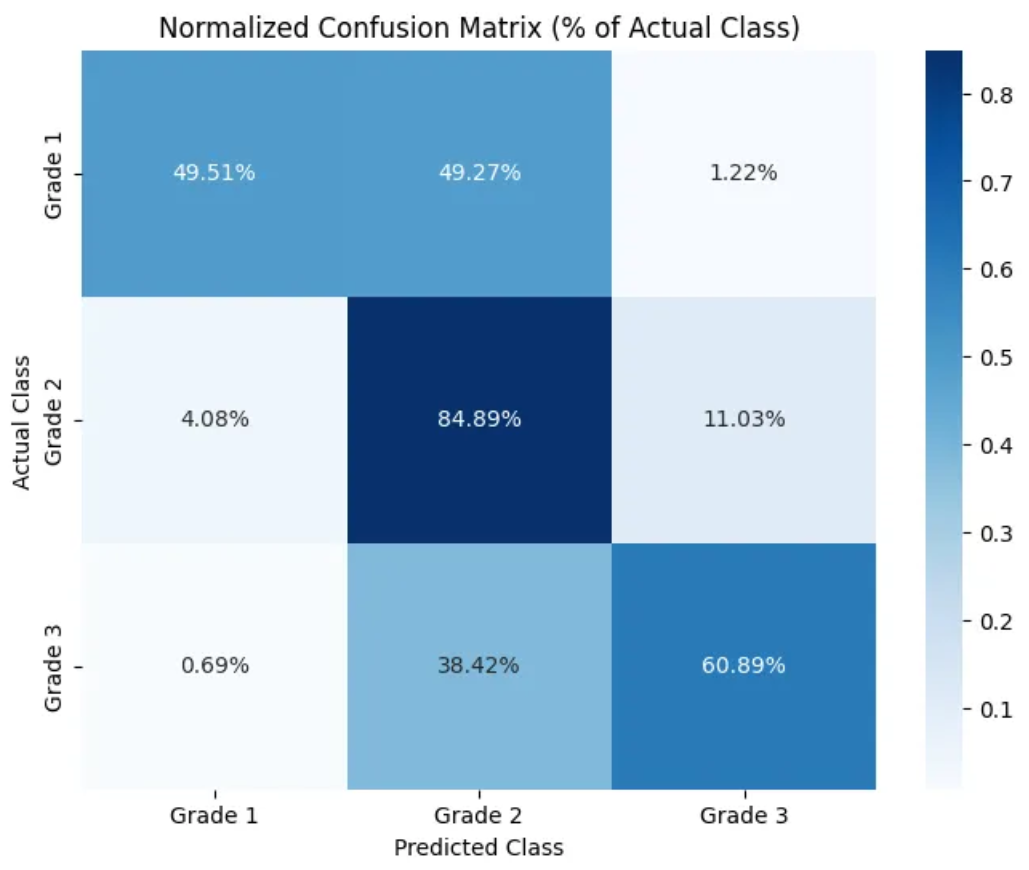 Normalized Confusion Matrix (% of Actual Class)
Actual Class
Grade 1
49.51% 49.27% 1.22%
Grade 2
4.08% 84.89% 11.03%
Grade 3
0.69% 38.42% 60.89%
Grade 1 Grade 2 Grade 3
Predicted Class
0.8
0.7
0.6
0.5
0.4
0.3
0.2
0.1